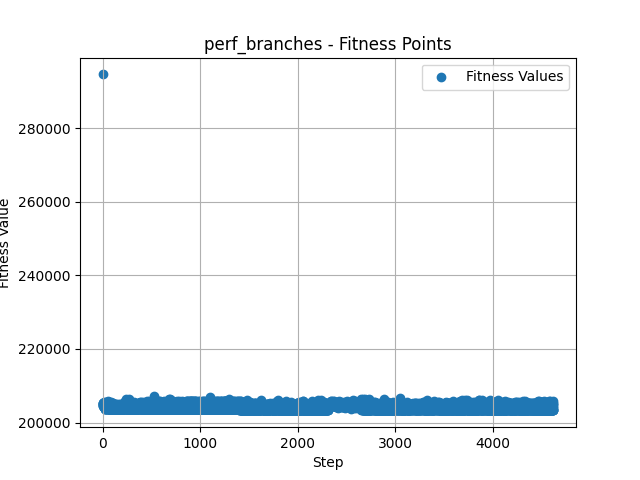 perf_branches - Fitness Points
Fitness Values
280000
260000
240000
220000
200000
Fitness Value
0
1000
2000
3000
4000
Step